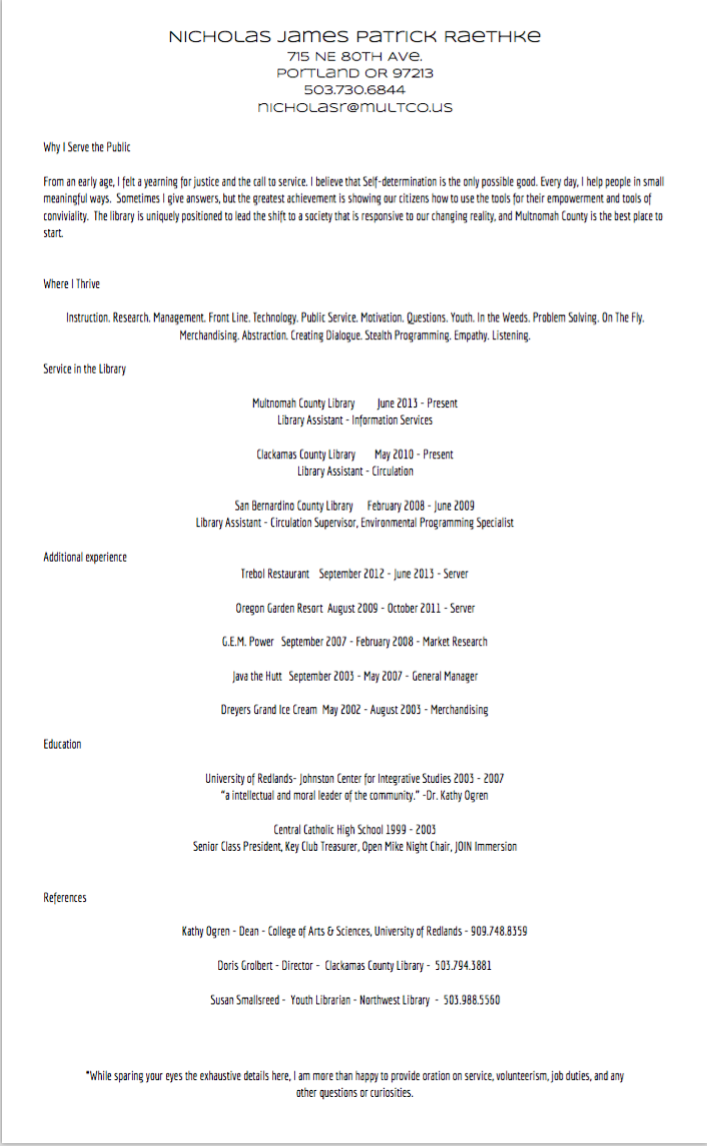 NICHOLAS JAMES PATRICK RAETHKE
715 NE 80TH AVE.
PORTLAND OR 97213
503.730.6844
NICHOLASR@MULTCO.US
Why I Serve the Public
From an early age, I felt a yearning for justice and the call to service. I believe that Self-determination is the only possible good. Every day, I help people in small
meaningful ways. Sometimes I give answers, but the greatest achievement is showing our citizens how to use the tools for their empowerment and tools of
conviviality. The library is uniquely positioned to lead the shift to a society that is responsive to our changing reality, and Multnomah County is the best place to
start.
Where I Thrive
Instruction. Research. Management. Front Line. Technology. Public Service. Motivation. Questions. Youth. In the Weeds. Problem Solving. On The Fly.
Merchandising. Abstraction. Creating Dialogue. Stealth Programming. Empathy. Listening.
Service in the Library
Multnomah County Library June 2013 - Present
Library Assistant - Information Services
Clackamas County Library May 2010 - Present
Library Assistant - Circulation
San Bernardino County Library February 2008 - June 2009
Library Assistant - Circulation Supervisor, Environmental Programming Specialist
Additional experience
Trebol Restaurant September 2012 - June 2013 - Server
Oregon Garden Resort August 2009 - October 2011 - Server
G.E.M. Power September 2007 - February 2008 - Market Research
Java the Hutt September 2003 - May 2007 - General Manager
Dreyers Grand Ice Cream May 2002 - August 2003 - Merchandising
Education
University of Redlands- Johnston Center for Integrative Studies 2003 - 2007
"a intellectual and moral leader of the community." -Dr. Kathy Ogren
Central Catholic High School 1999 - 2003
Senior Class President, Key Club Treasurer, Open Mike Night Chair, JOIN Immersion
References
Kathy Ogren - Dean - College of Arts & Sciences, University of Redlands - 909.748.8359
Doris Grolbert - Director - Clackamas County Library - 503.794.3881
Susan Smallsreed - Youth Librarian - Northwest Library - 503.988.5560
*While sparing your eyes the exhaustive details here, I am more than happy to provide oration on service, volunteerism, job duties, and any
other questions or curiosities.